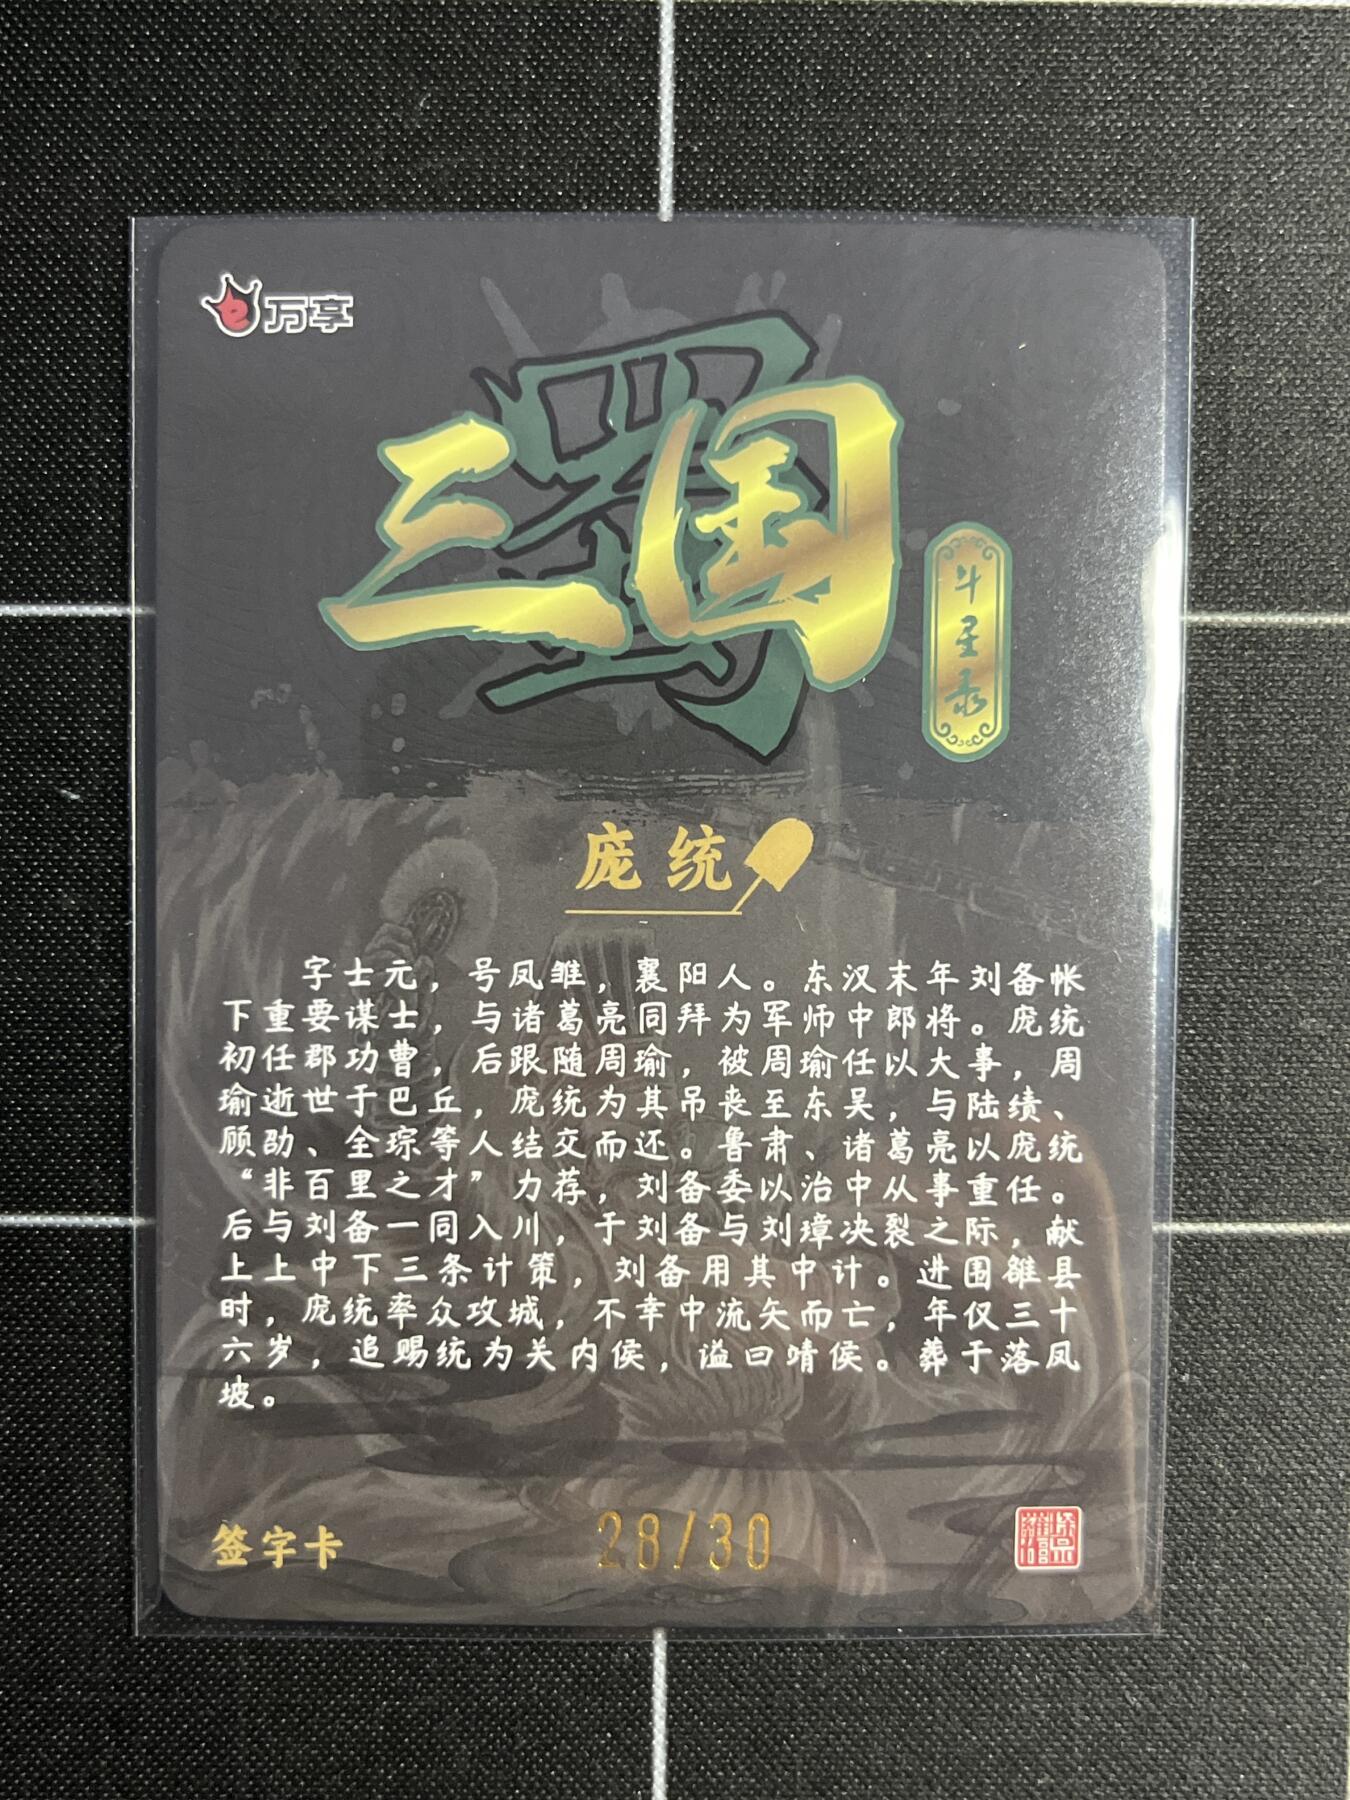 万享
蜀
三国
斗星录
庞统
字士元，号凤雏，襄阳人。东汉末年刘备帐
下重要谋士，与诸葛亮同拜为军师中郎将。庞统
初任郡功曹，后跟随周瑜，被周瑜任以大事，周
瑜逝世于巴丘，庞统为其吊丧至东吴，与陆绩、
顾劭、全琮等人结交而还。鲁肃、诸葛亮以庞统
“非百里之才”力荐，刘备委以治中从事重任。
后与刘备一同入川，于刘备与刘璋决裂之际，献
上上中下三条计策，刘备用其中计。进围雒县
时，庞统率众攻城，不幸中流矢而亡，年仅三十
六岁，追赐统为关内侯，谥曰靖侯。葬于落凤
坡。
签字卡
28/30